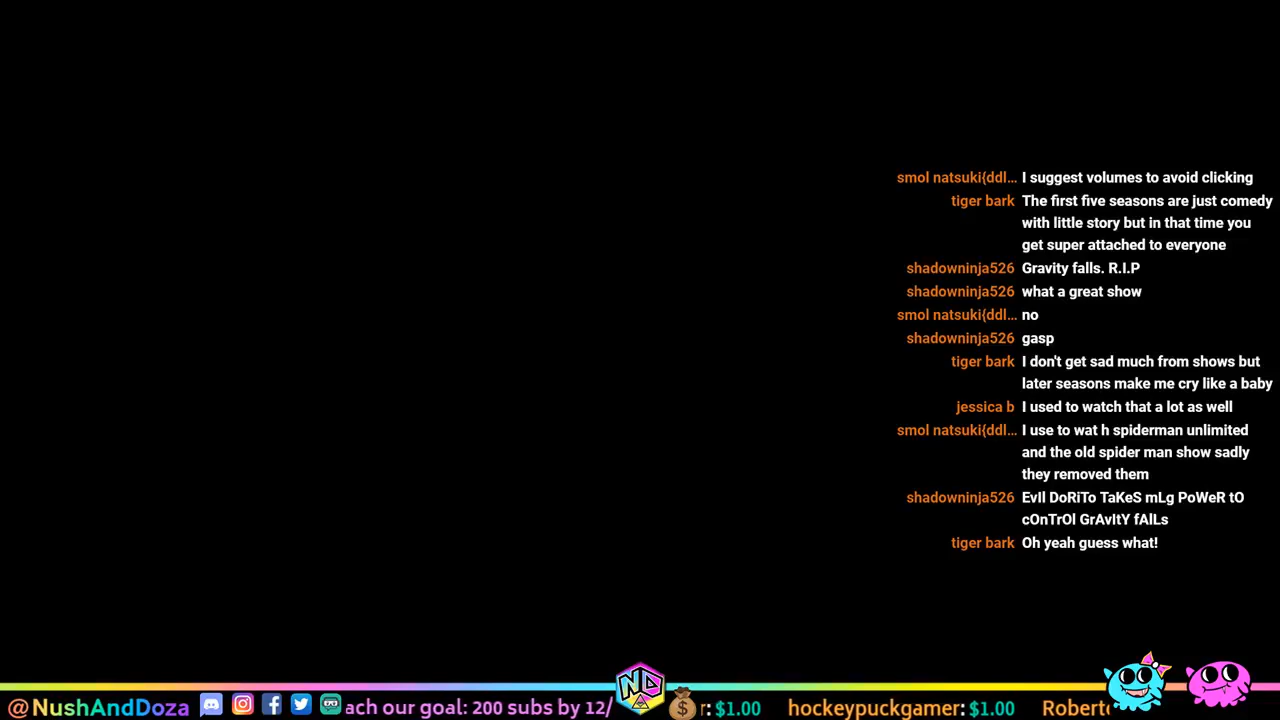 smol natsuki{ddl... I suggest volumes to avoid clicking
tiger bark The first five seasons are just comedy
with little story but in that time you
get super attached to everyone
shadowninja526 Gravity falls. R.I.P
shadowninja526 what a great show
smol natsuki{ddl... no
shadowninja526 gasp
tiger bark I don't get sad much from shows but
later seasons make me cry like a baby
jessica b I used to watch that a lot as well
smol natsuki{ddl... I use to wat h spiderman unlimited
and the old spider man show sadly
they removed them
shadowninja526 EvIl DoRiTo TaKeS mLg PoWeR tO
cOnTrOl GrAvItY fAlLs
tiger bark Oh yeah guess what!
@NushAndDoza ach our goal: 200 subs by 12/ ND r: $1.00 hockeypuckgamer: $1.00 Robert